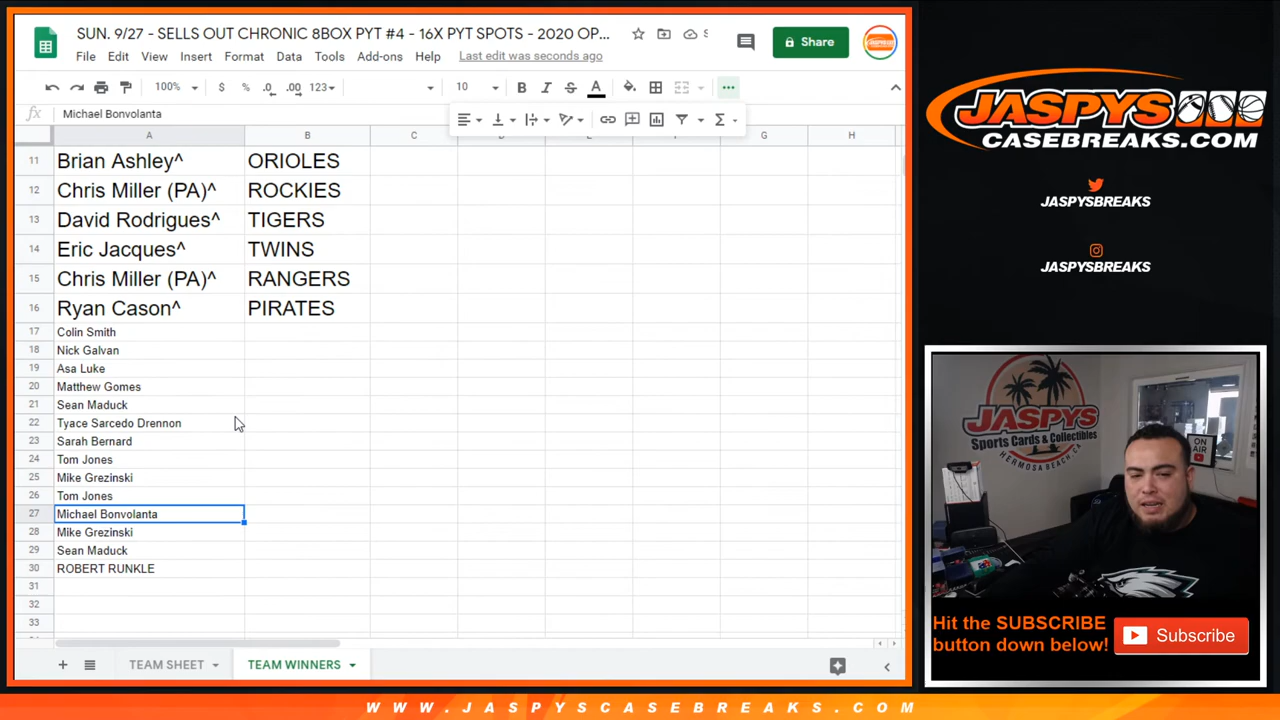 SUN. 9/27 - SELLS OUT CHRONIC 8BOX PYT #4 - 16X PYT SPOTS - 2020 OP...
Share
File Edit View Insert Format Data Tools Add-ons Help Last edit was seconds ago
100% $ % .0 .00 123 10 B I S A
fx Michael Bonvolanta
A B C G H
11 Brian Ashley^ ORIOLES
12 Chris Miller (PA)^ ROCKIES
13 David Rodrigues^ TIGERS
14 Eric Jacques^ TWINS
15 Chris Miller (PA)^ RANGERS
16 Ryan Cason^ PIRATES
17 Colin Smith
18 Nick Galvan
19 Asa Luke
20 Matthew Gomes
21 Sean Maduck
22 Tyace Sarcedo Drennon
23 Sarah Bernard
24 Tom Jones
25 Mike Grezinski
26 Tom Jones
27 Michael Bonvolanta
28 Mike Grezinski
29 Sean Maduck
30 ROBERT RUNKLE
31
32
33
TEAM SHEET TEAM WINNERS
JASPYS
CASEBREAKS.COM
JASPYSBREAKS
JASPYSBREAKS
JASPYS
Sports Cards & Collectibles
HERMOSA BEACH, CA
ON
AIR
Hit the SUBSCRIBE
button down below!
Subscribe
WWW.JASPYSCASEBREAKS.COM